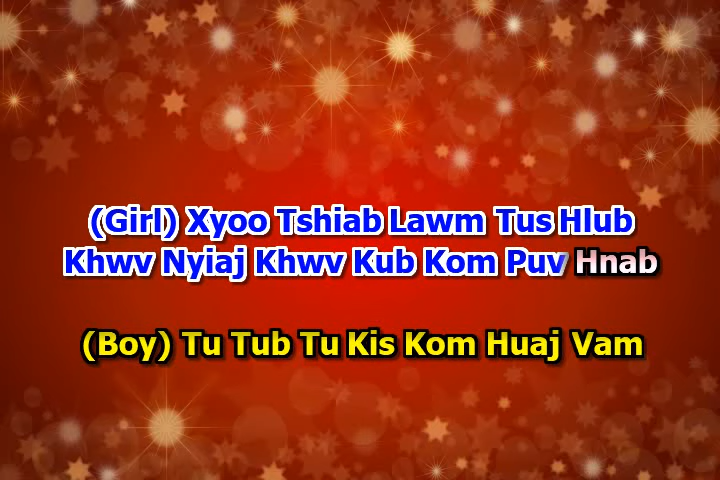 (Girl) Xyoo Tshiab Lawm Tus Hlub
Khwv Nyiaj Khwv Kub Kom Puv Hnab
(Boy) Tu Tub Tu Kis Kom Huaj Vam